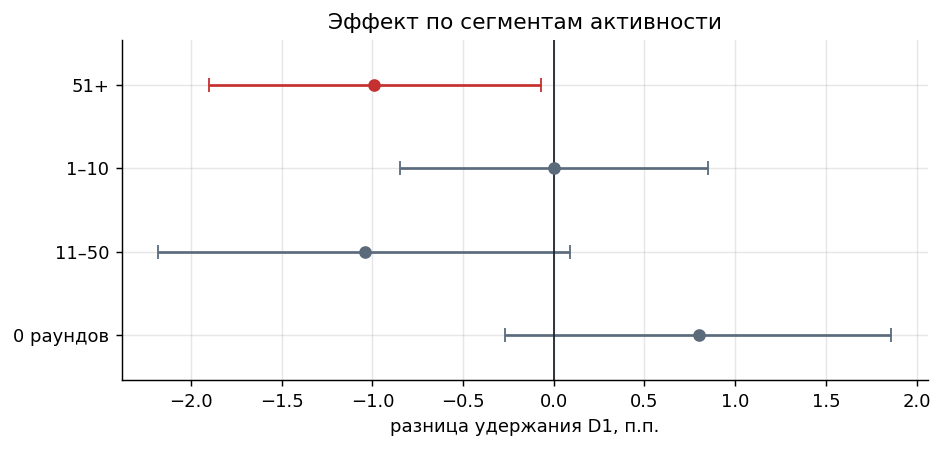 Эффект по сегментам активности
51+
1–10
11–50
0 раундов
−2.0 −1.5 −1.0 −0.5 0.0 0.5 1.0 1.5 2.0
разница удержания D1, п.п.